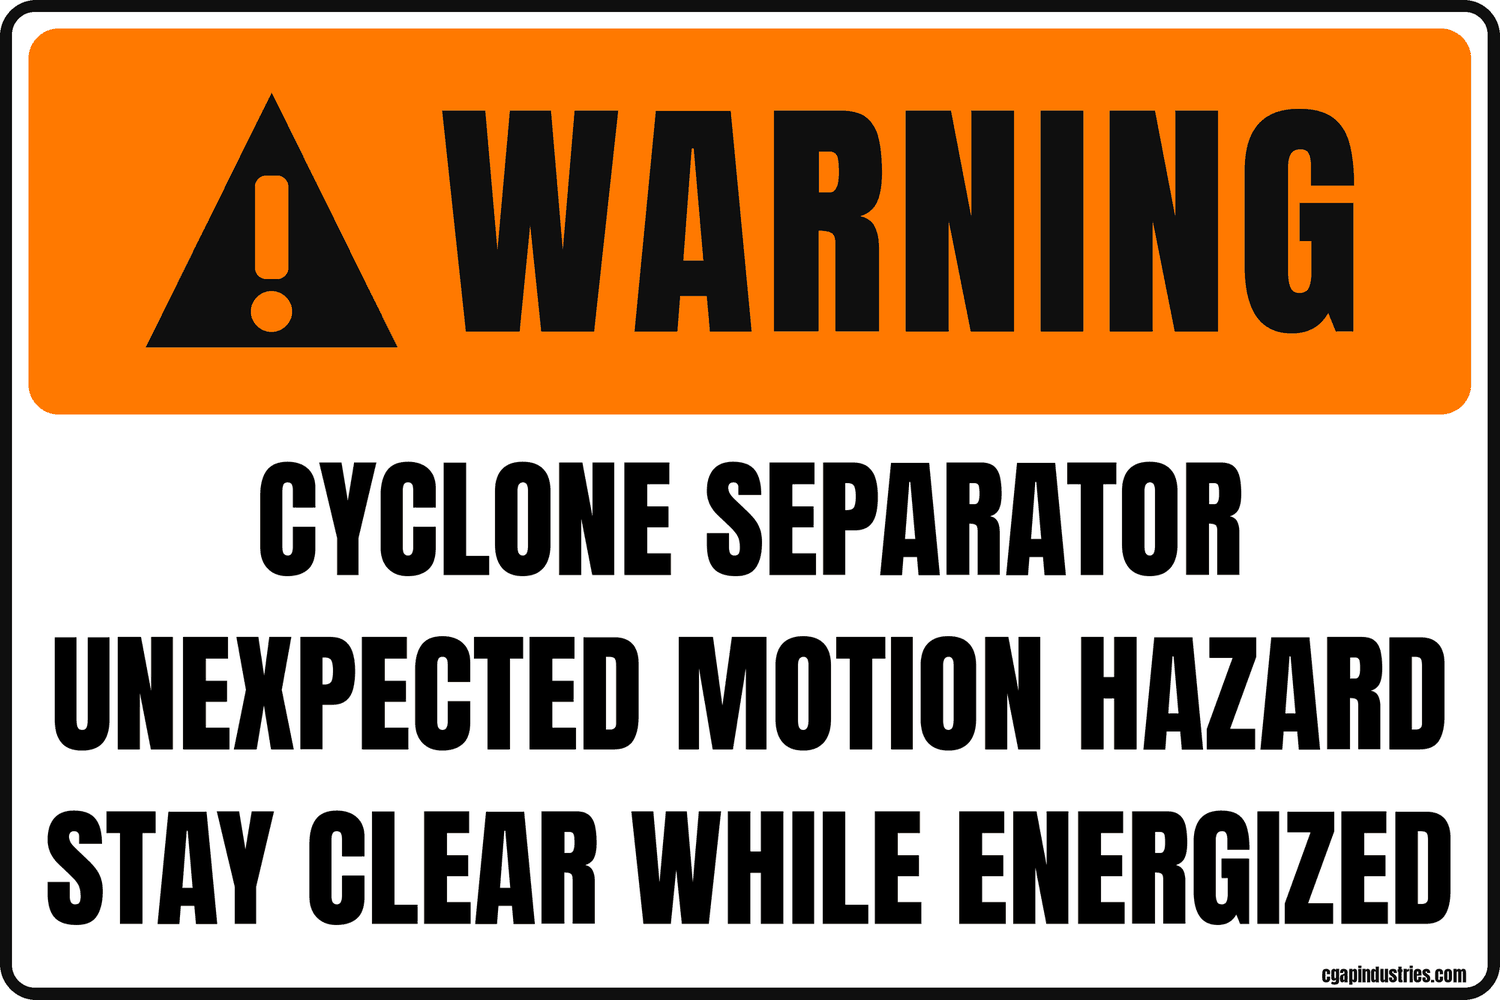 WARNING
CYCLONE SEPARATOR
UNEXPECTED MOTION HAZARD
STAY CLEAR WHILE ENERGIZED
cgapindustries.com